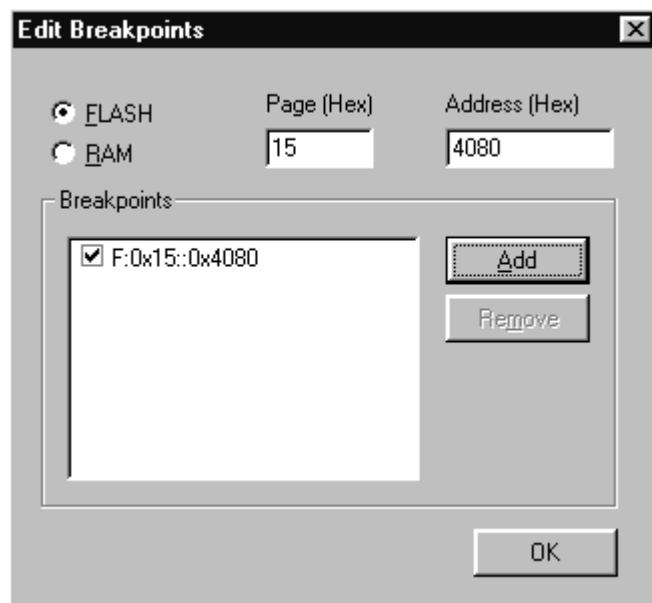 Edit Breakpoints
FLASH
RAM
Page (Hex)
15
Address (Hex)
4080
Breakpoints
F:0x15::0x4080
Add
Remove
OK